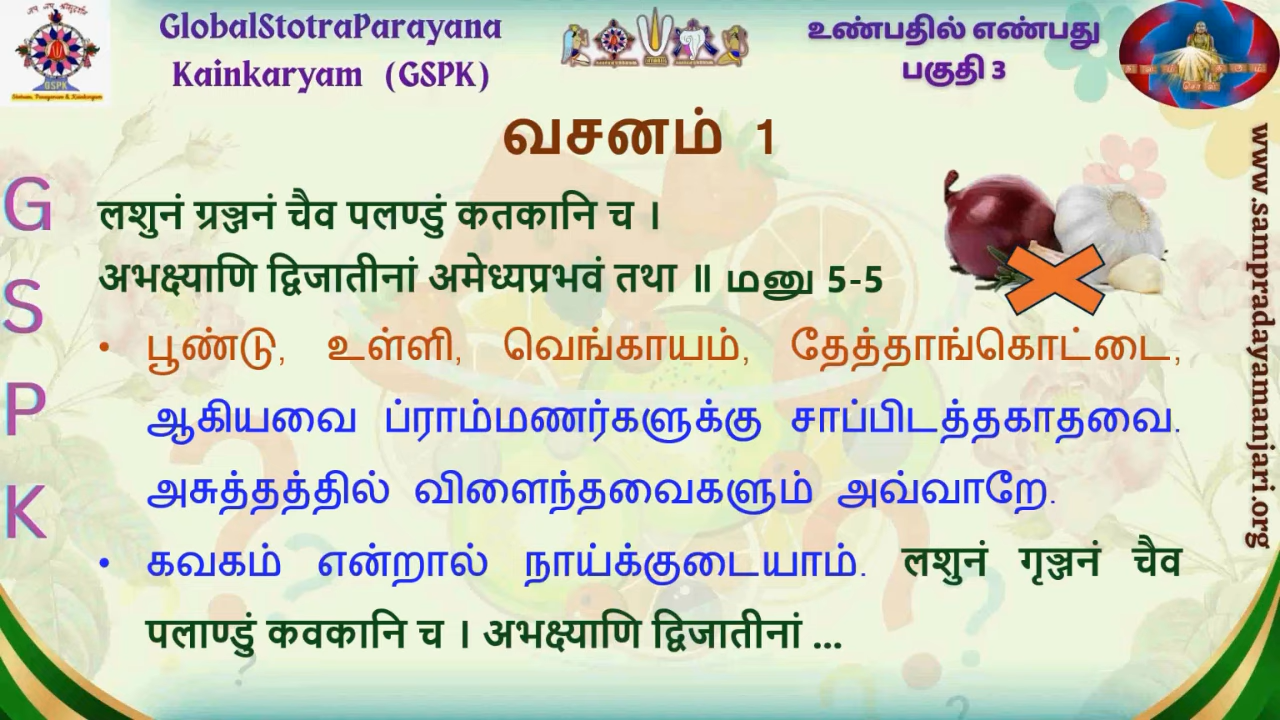 GlobalStotraParayana
Kainkaryam (GSPK)
உண்பதில் எண்பது
பகுதி 3
GSPK
வசனம் 1
लशुनं ग्रञ्जनं चैव पलण्डुं कतकानि च ।
अभक्ष्याणि द्विजातीनां अमेध्यप्रभवं तथा ॥ மனு 5-5
• பூண்டு, உள்ளி, வெங்காயம், தேத்தாங்கொட்டை,
ஆகியவை ப்ராம்மணர்களுக்கு சாப்பிடத்தகாதவை.
அசுத்தத்தில் விளைந்தவைகளும் அவ்வாறே.
• கவகம் என்றால் நாய்க்குடையாம். लशुनं गृञ्जनं चैव
पलाण्डुं कवकानि च । अभक्ष्याणि द्विजातीनां ...
G
S
P
K
www.sampradayamanjari.org